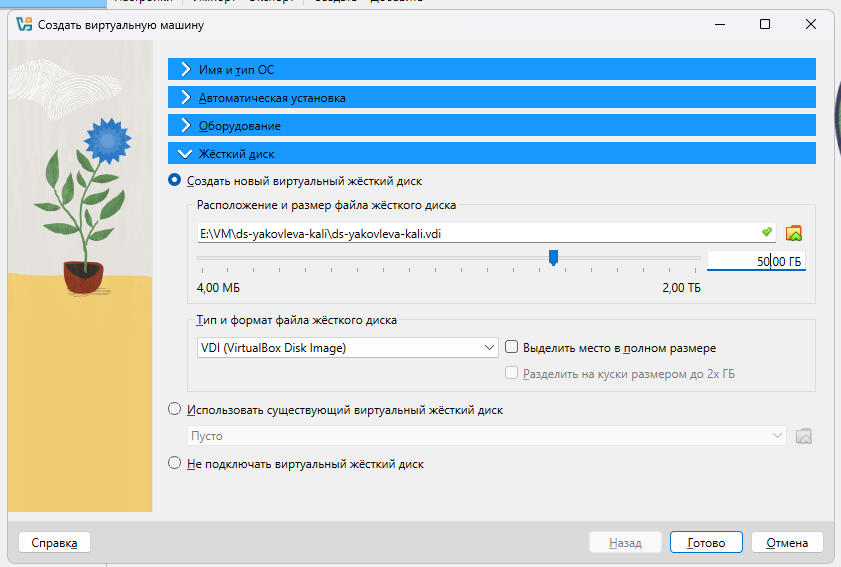 Создать виртуальную машину
Имя и тип ОС
Автоматическая установка
Оборудование
Жёсткий диск
Создать новый виртуальный жёсткий диск
Расположение и размер файла жёсткого диска
E:\VM\ds-yakovleva-kali\ds-yakovleva-kali.vdi
50,00 ГБ
4,00 МБ 2,00 ТБ
Тип и формат файла жёсткого диска
VDI (VirtualBox Disk Image) Выделить место в полном размере
Разделить на куски размером до 2х ГБ
Использовать существующий виртуальный жёсткий диск
Пусто
Не подключать виртуальный жёсткий диск
Справка Назад Готово Отмена